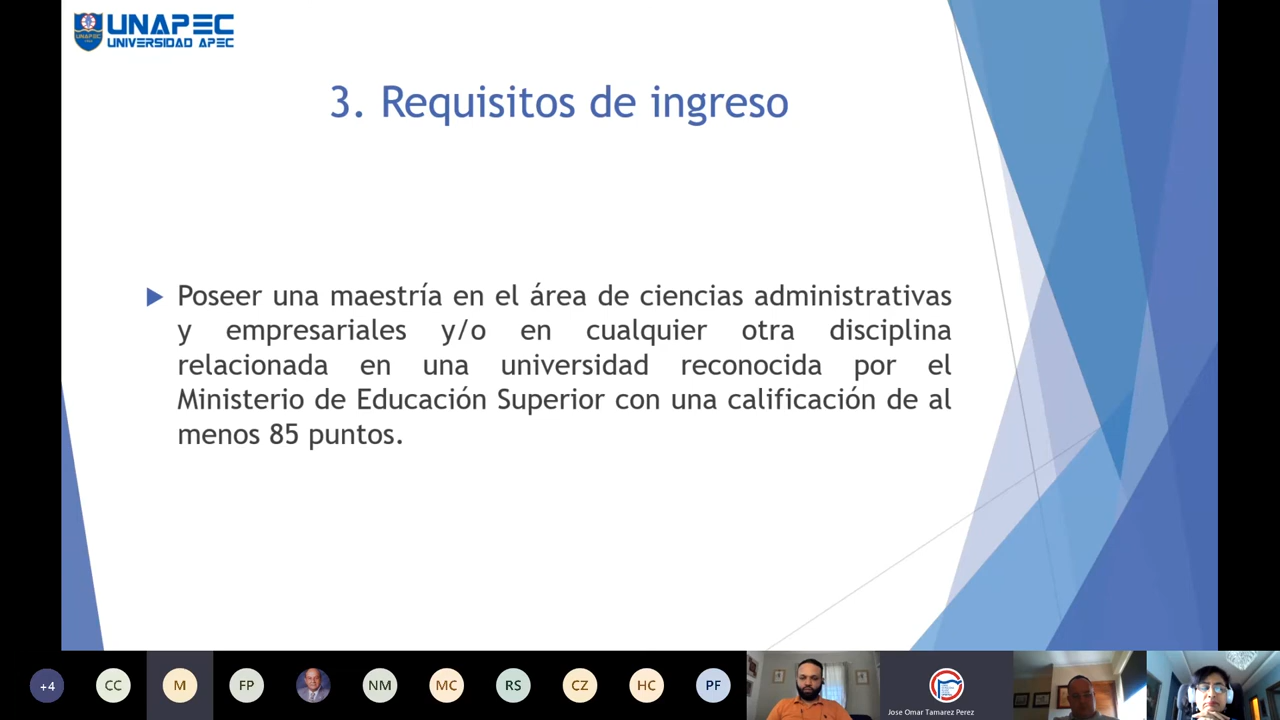 UNAPEC
UNIVERSIDAD APEC
3. Requisitos de ingreso
Poseer una maestría en el área de ciencias administrativas
y empresariales y/o en cualquier otra disciplina
relacionada en una universidad reconocida por el
Ministerio de Educación Superior con una calificación de al
menos 85 puntos.
+4 CC M FP NM MC RS CZ HC PF
Jose Omar Tamarez Perez